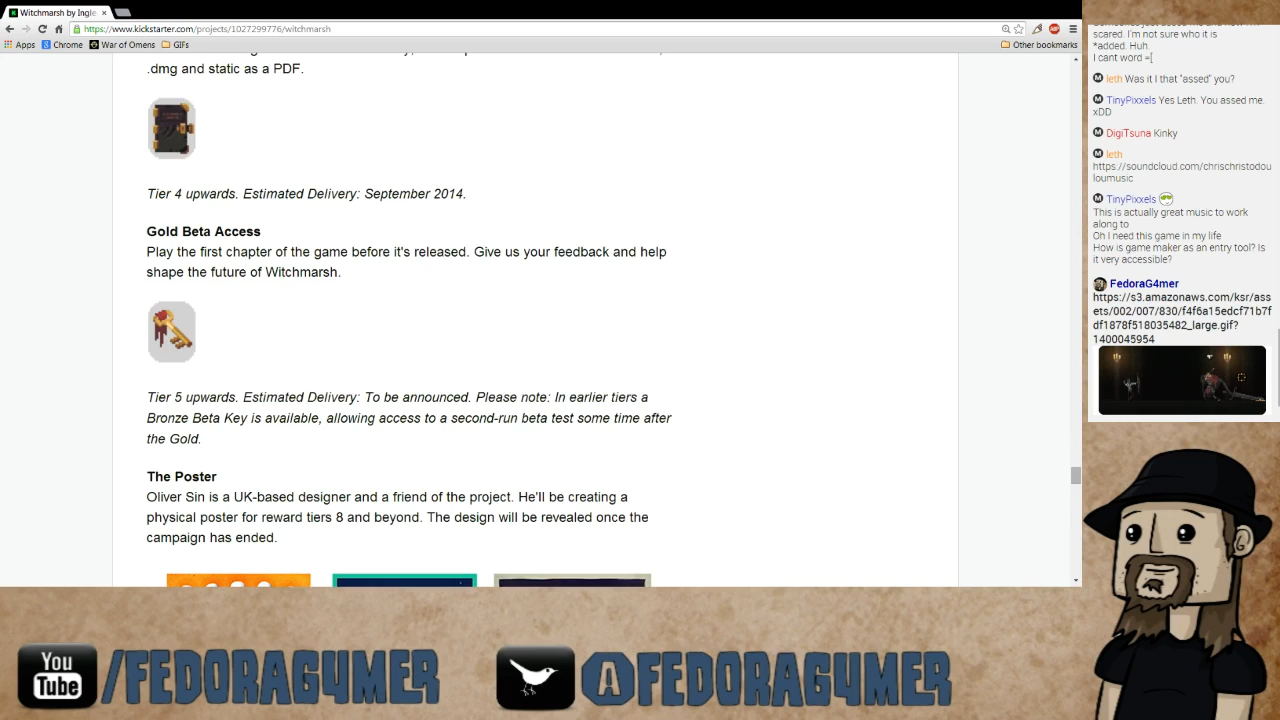 Witchmarsh by Ingle
https://www.kickstarter.com/projects/1027299776/witchmarsh
Apps Chrome War of Omens GIFs Other bookmarks
.dmg and static as a PDF.
Tier 4 upwards. Estimated Delivery: September 2014.
Gold Beta Access
Play the first chapter of the game before it's released. Give us your feedback and help
shape the future of Witchmarsh.
Tier 5 upwards. Estimated Delivery: To be announced. Please note: In earlier tiers a
Bronze Beta Key is available, allowing access to a second-run beta test some time after
the Gold.
The Poster
Oliver Sin is a UK-based designer and a friend of the project. He'll be creating a
physical poster for reward tiers 8 and beyond. The design will be revealed once the
campaign has ended.
scared. I'm not sure who it is
*added. Huh.
I cant word =[
leth Was it I that "assed" you?
TinyPixxels Yes Leth. You assed me.
xDD
DigiTsuna Kinky
leth
https://soundcloud.com/chrischristodou
loumusic
TinyPixxels
This is actually great music to work
along to
Oh I need this game in my life
How is game maker as an entry tool? Is
it very accessible?
FedoraG4mer
https://s3.amazonaws.com/ksr/ass
ets/002/007/830/f4f6a15edcf71b7f
df1878f518035482_large.gif?
1400045954
You
Tube
/FEDORAG4MER
@FEDORAG4MER